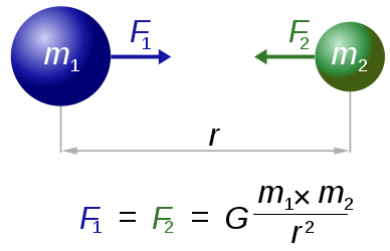 F₁ F₂
m₁ m₂
r
F₁ = F₂ = G m₁ × m₂ / r²